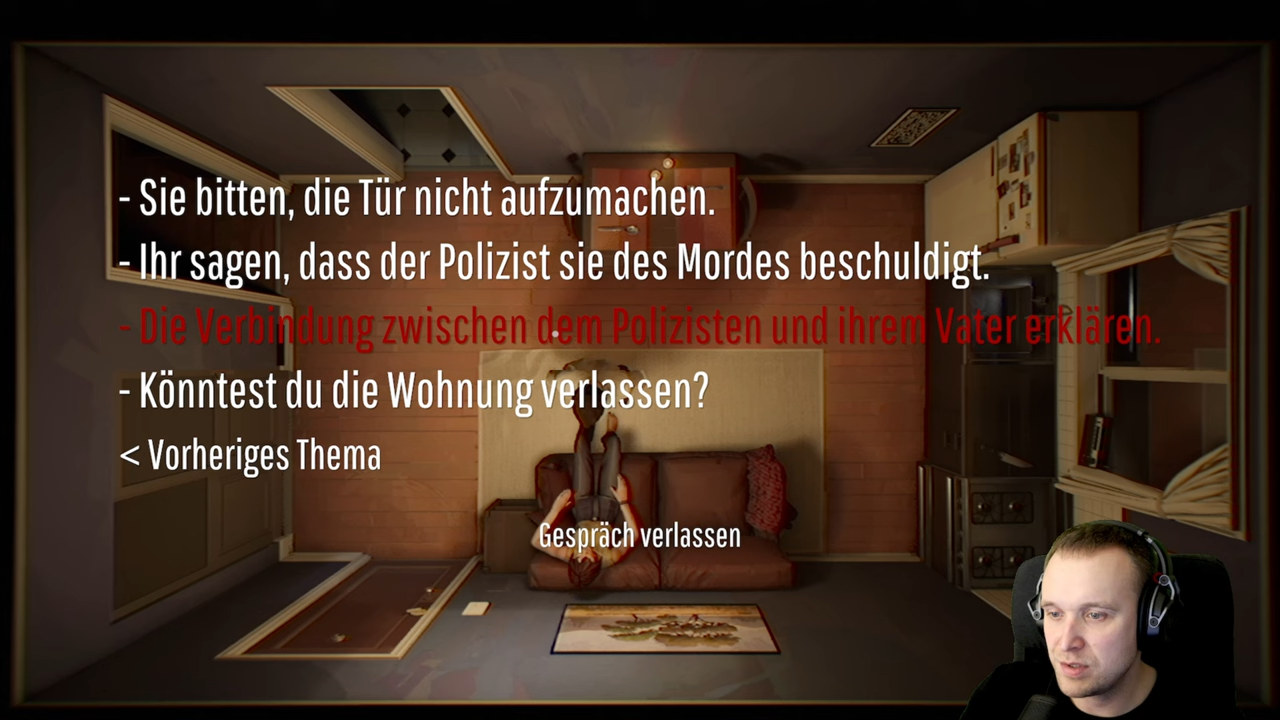 - Sie bitten, die Tür nicht aufzumachen.
- Ihr sagen, dass der Polizist sie des Mordes beschuldigt.
- Die Verbindung zwischen dem Polizisten und ihrem Vater erklären.
- Könntest du die Wohnung verlassen?
< Vorheriges Thema
Gespräch verlassen